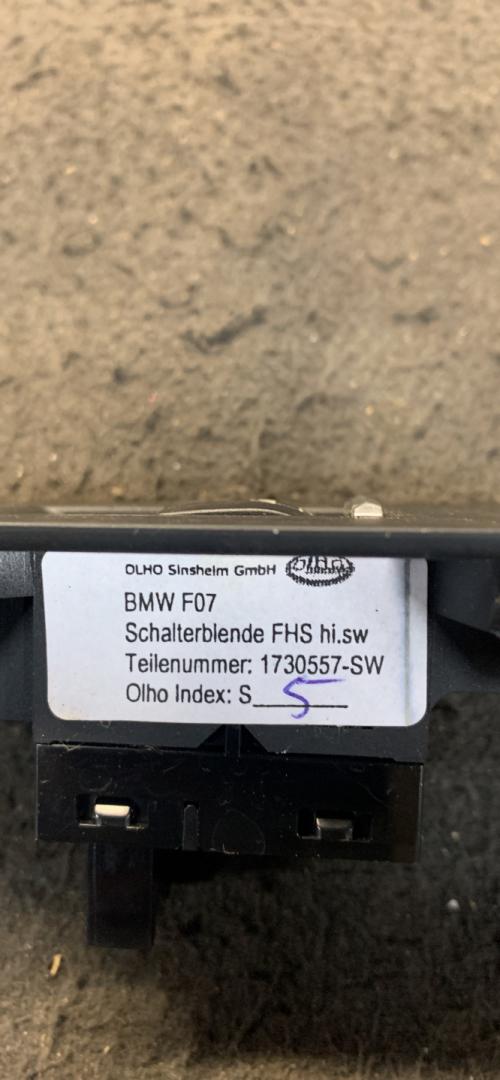 OLHO Sinsheim GmbH
BMW F07
Schalterblende FHS hi.sw
Teilenummer: 1730557-SW
Olho Index: S 5